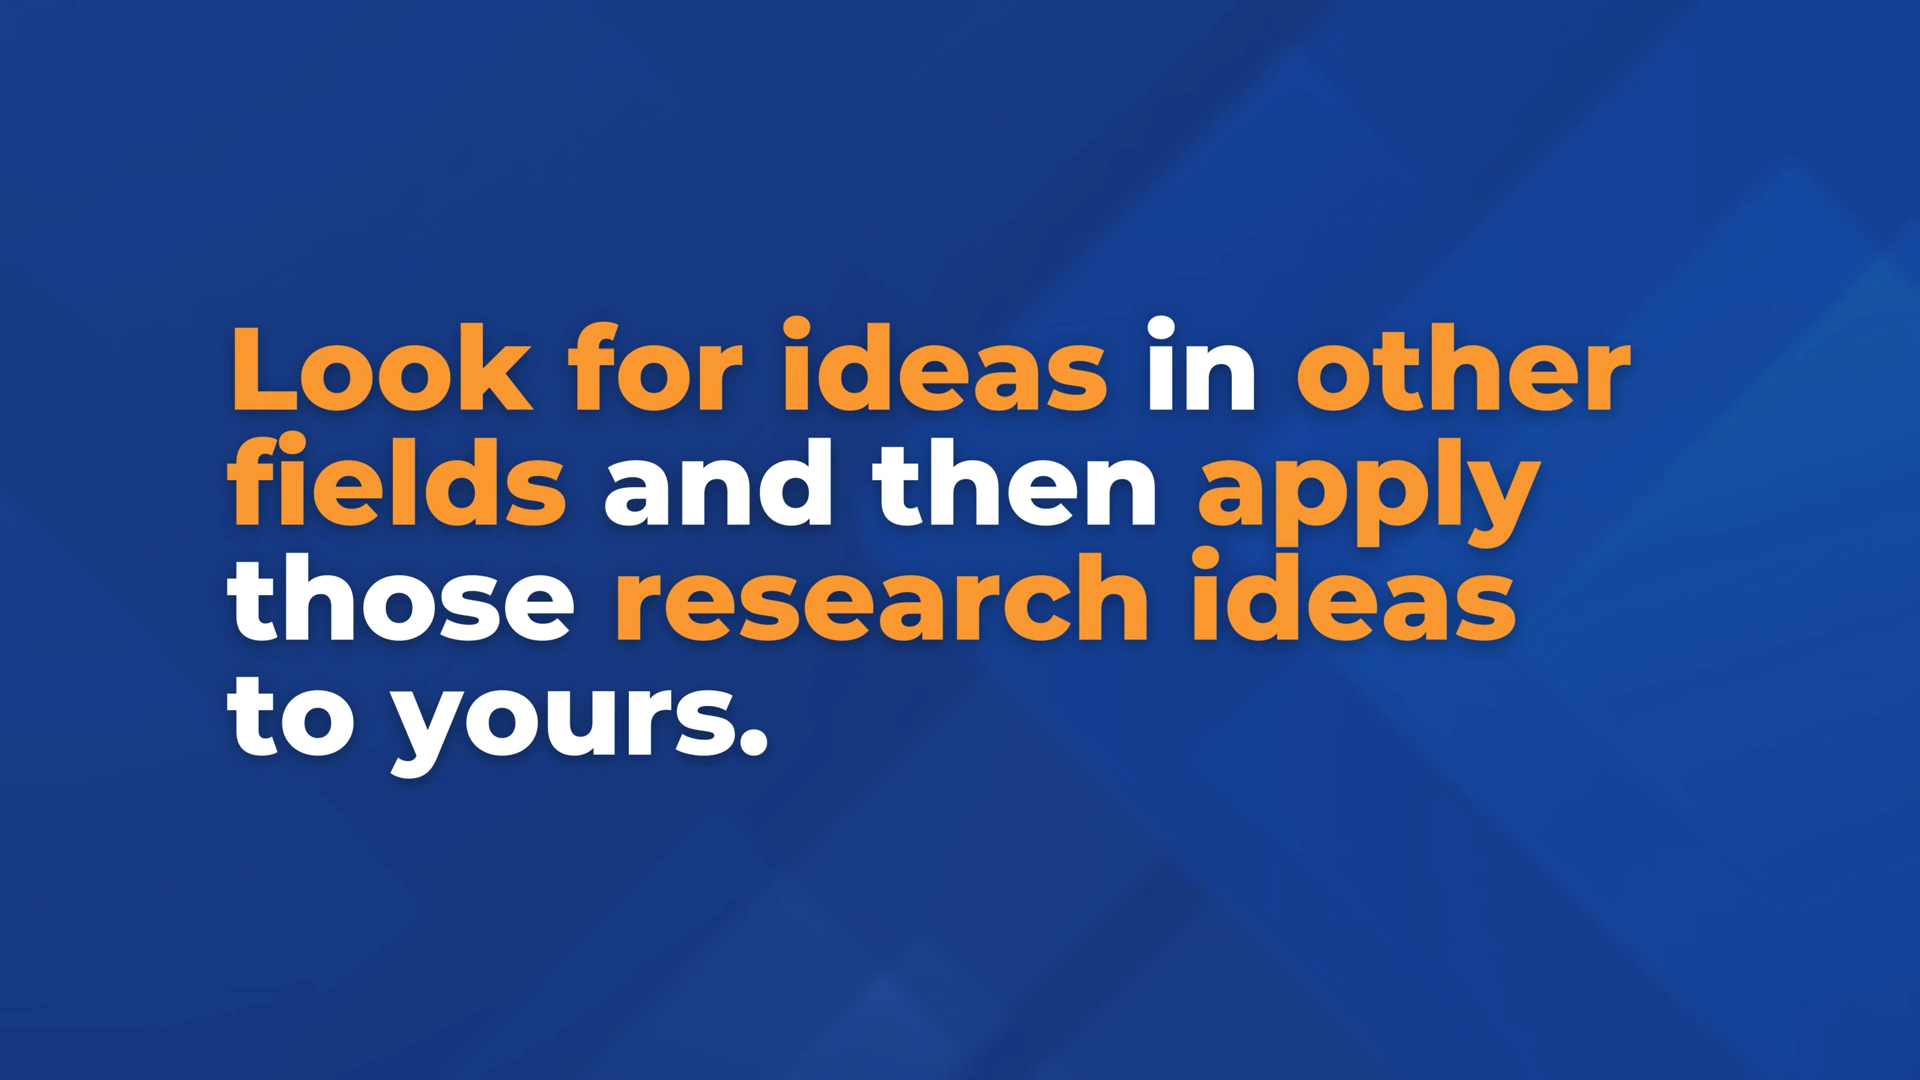 Look for ideas in other
fields and then apply
those research ideas
to yours.